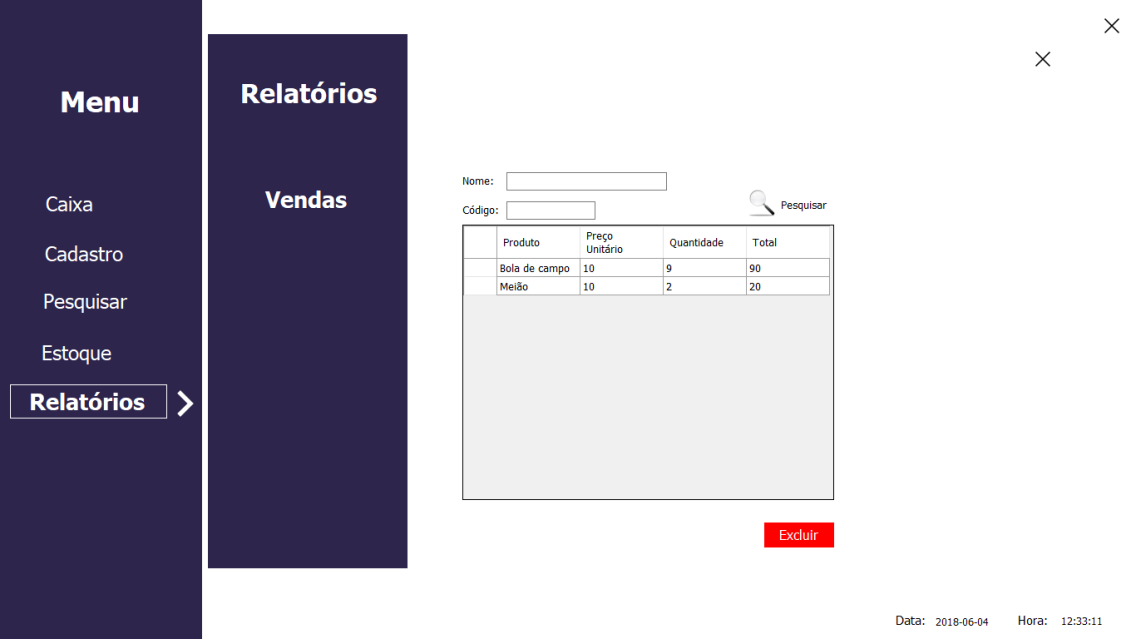 Menu
Caixa
Cadastro
Pesquisar
Estoque
Relatórios
Relatórios
Vendas
Nome:
Código:
Pesquisar
Produto Preço Unitário Quantidade Total
Bola de campo 10 9 90
Meião 10 2 20
Excluir
Data: 2018-06-04 Hora: 12:33:11